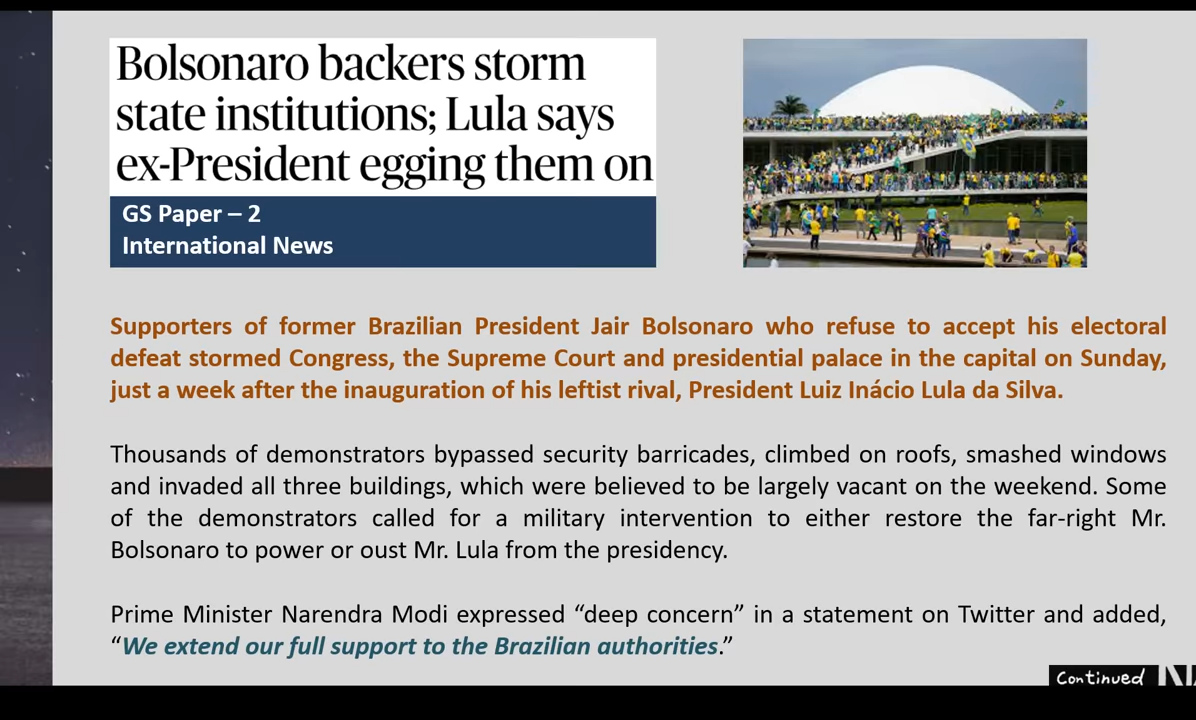 Bolsonaro backers storm
state institutions; Lula says
ex-President egging them on
GS Paper – 2
International News
Supporters of former Brazilian President Jair Bolsonaro who refuse to accept his electoral
defeat stormed Congress, the Supreme Court and presidential palace in the capital on Sunday,
just a week after the inauguration of his leftist rival, President Luiz Inácio Lula da Silva.
Thousands of demonstrators bypassed security barricades, climbed on roofs, smashed windows
and invaded all three buildings, which were believed to be largely vacant on the weekend. Some
of the demonstrators called for a military intervention to either restore the far-right Mr.
Bolsonaro to power or oust Mr. Lula from the presidency.
Prime Minister Narendra Modi expressed “deep concern” in a statement on Twitter and added,
“We extend our full support to the Brazilian authorities.”
Continued